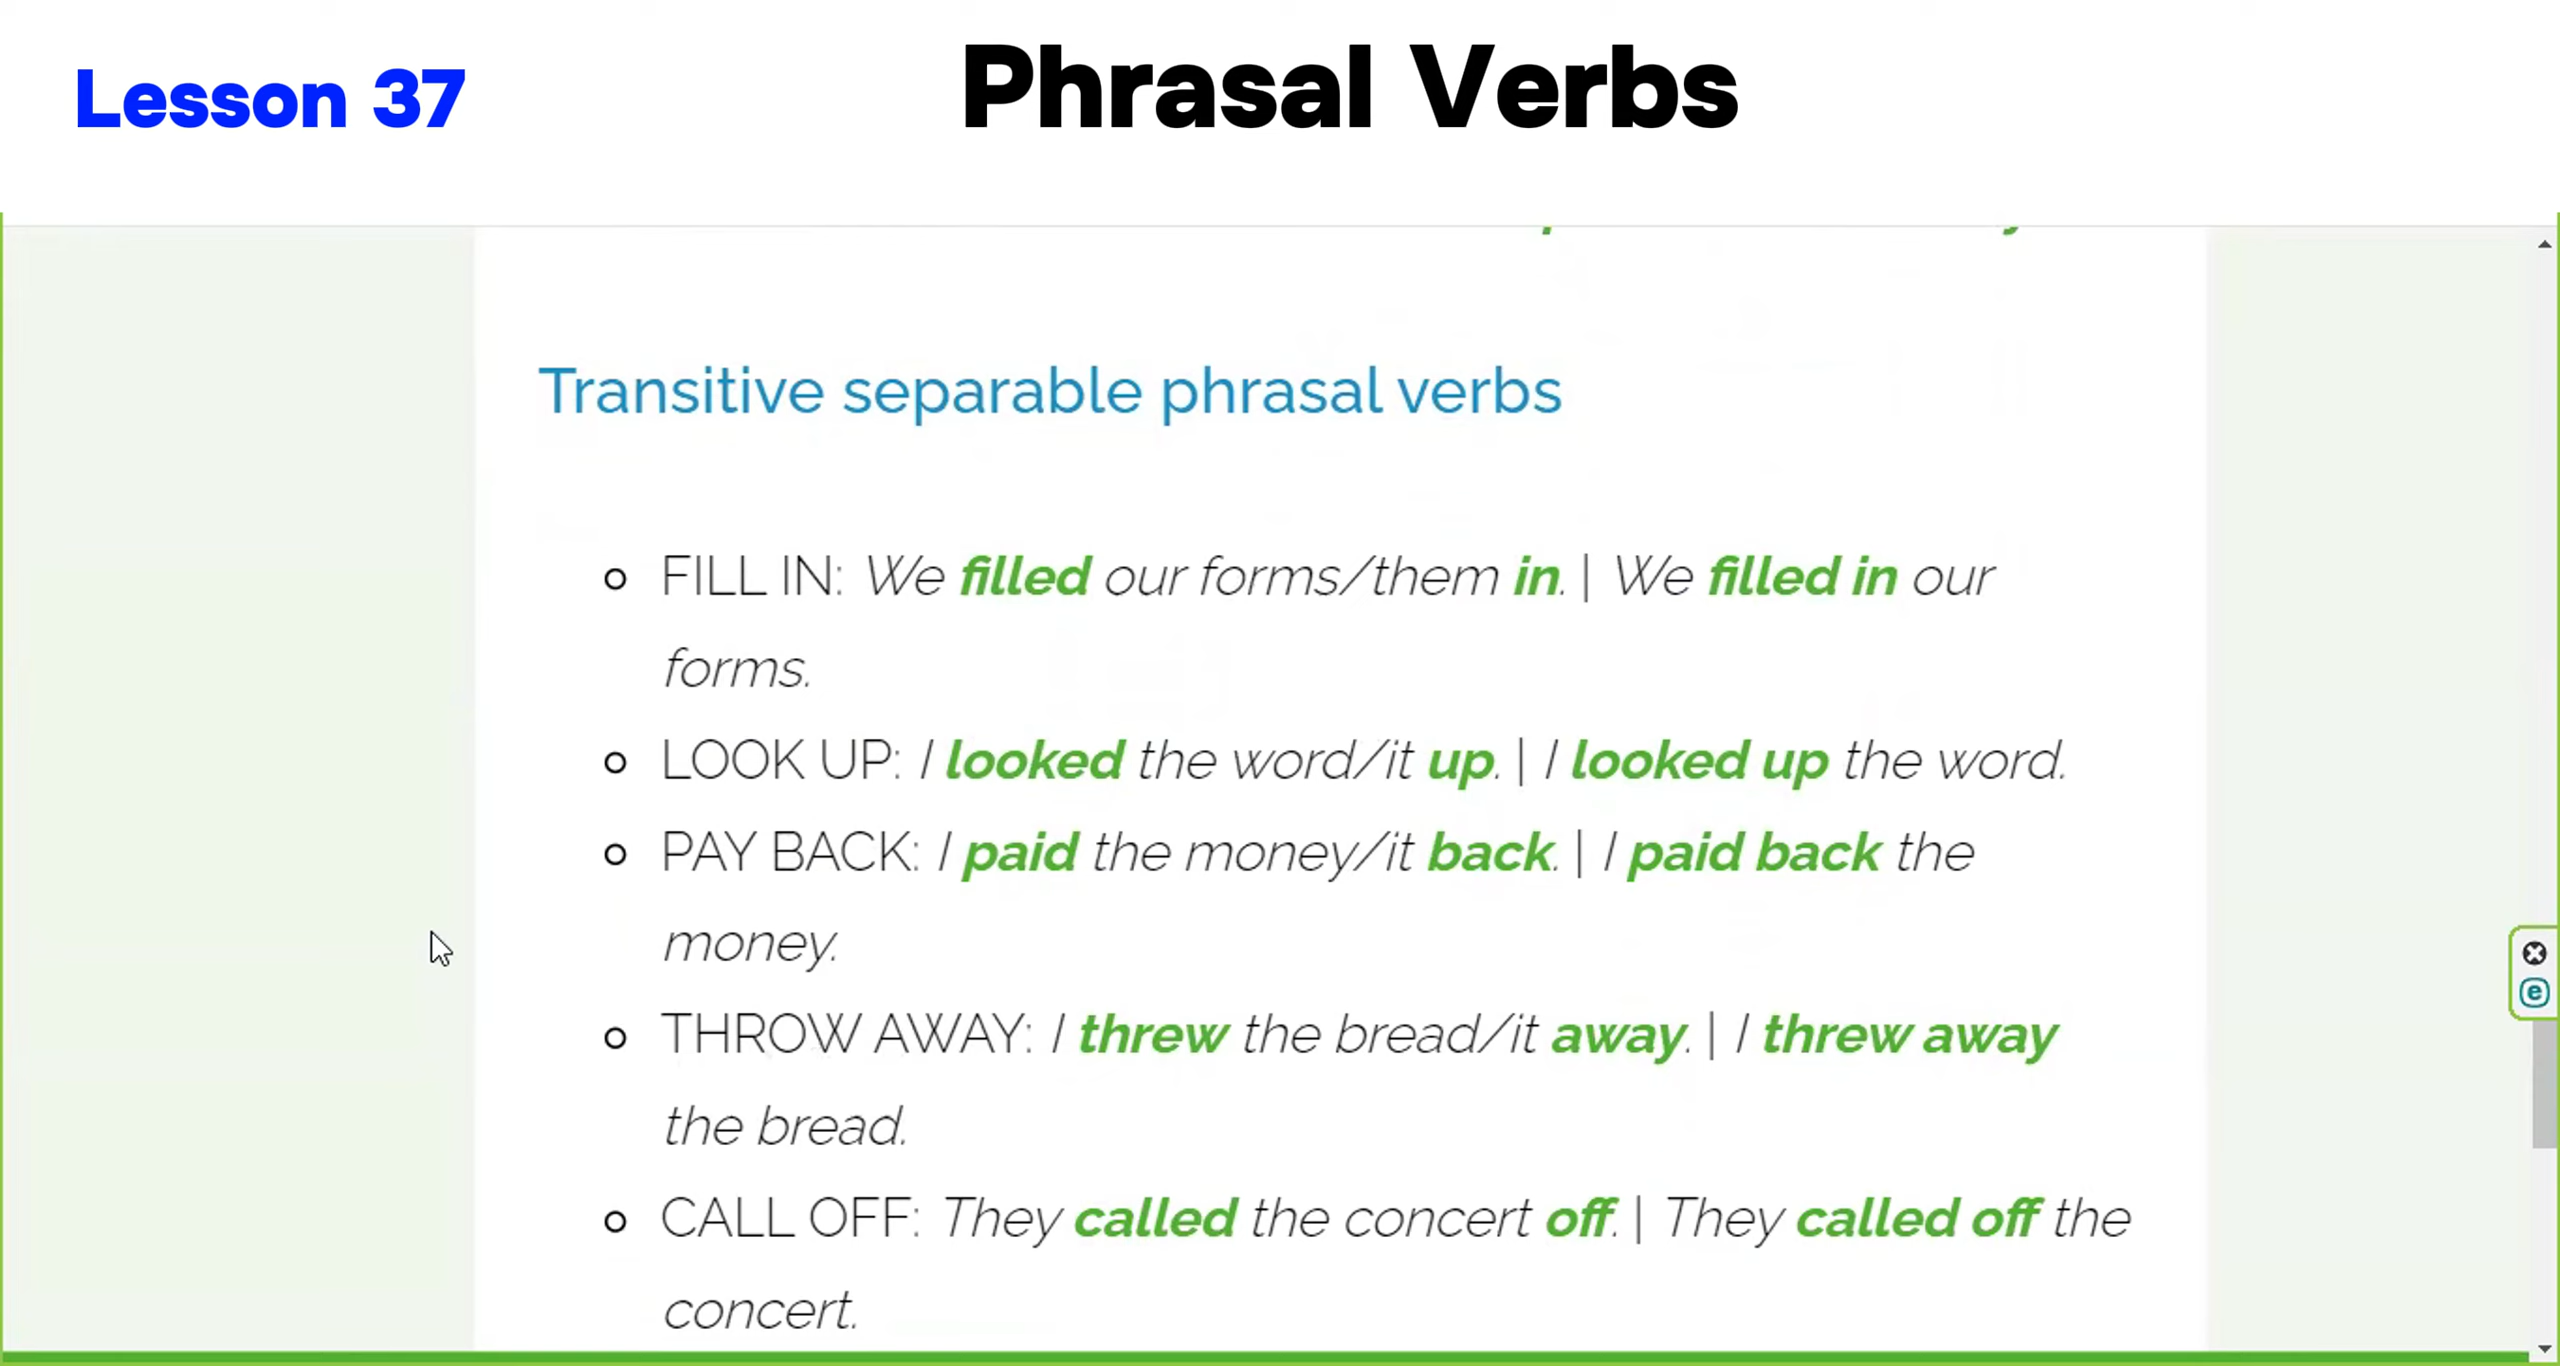 Lesson 37
Phrasal Verbs
Transitive separable phrasal verbs
FILL IN: We filled our forms/them in. | We filled in our
forms.
LOOK UP: I looked the word/it up. | I looked up the word.
PAY BACK: I paid the money/it back. | I paid back the
money.
THROW AWAY: I threw the bread/it away. | I threw away
the bread.
CALL OFF: They called the concert off. | They called off the
concert.
e